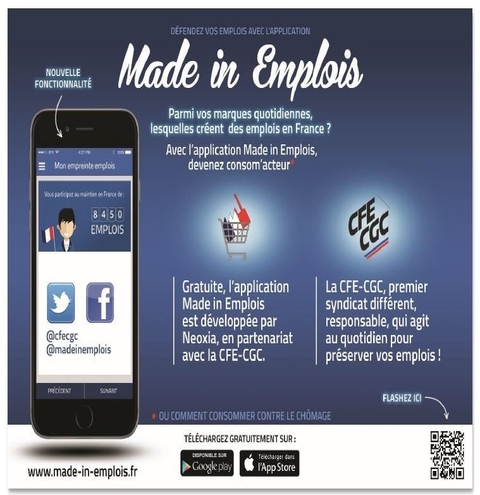 DÉFENDEZ VOS EMPLOIS AVEC L'APPLICATION
Made in Emplois
NOUVELLE
FONCTIONNALITÉ
Parmi vos marques quotidiennes,
lesquelles créent des emplois en France ?
Avec l'application Made in Emplois,
devenez consom'acteur*
4:21 PM
Mon empreinte emplois
Vous participez au maintien en France de :
8 4 5 0
EMPLOIS
@cfecgc
@madeinemplois
PRÉCÉDENT SUIVANT
Gratuite, l'application
Made in Emplois
est développée par
Neoxia, en partenariat
avec la CFE-CGC.
CFE
CGC
La CFE-CGC, premier
syndicat différent,
responsable, qui agit
au quotidien pour
préserver vos emplois !
FLASHEZ ICI
* OU COMMENT CONSOMMER CONTRE LE CHÔMAGE
TÉLÉCHARGEZ GRATUITEMENT SUR :
www.made-in-emplois.fr
DISPONIBLE SUR
Google play
Télécharger dans
l'App Store